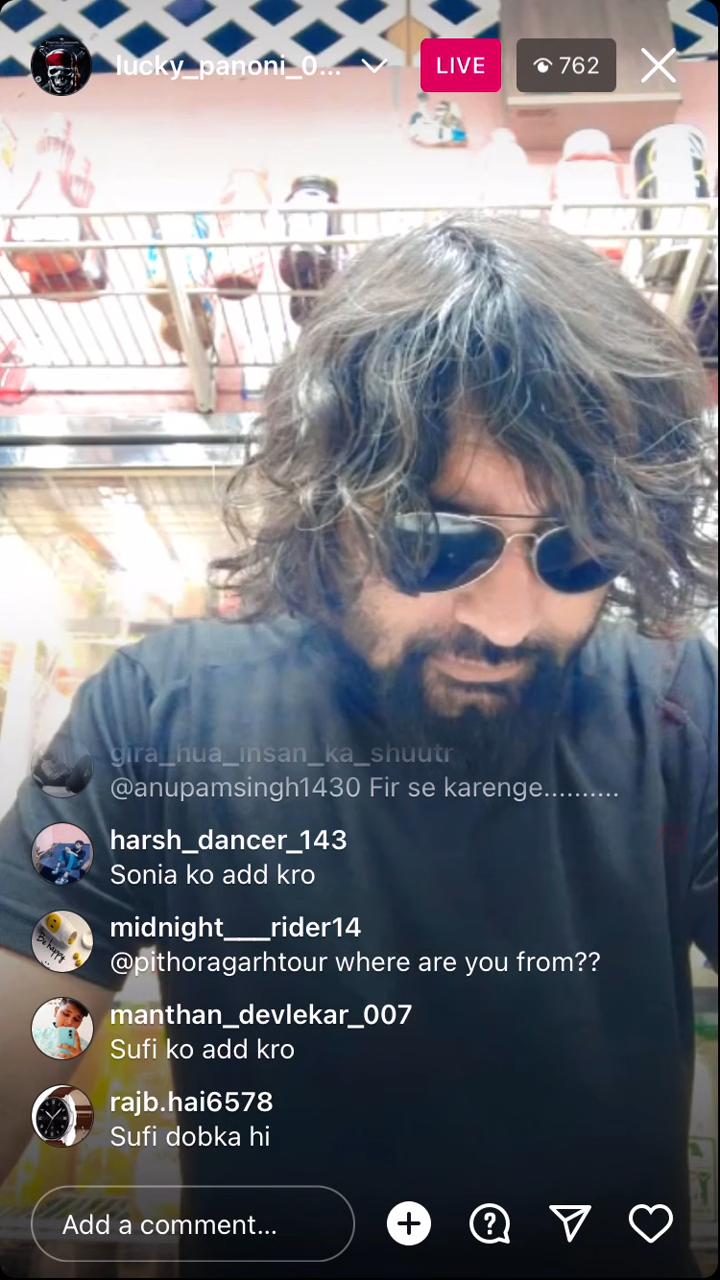 lucky_panoni_0...
LIVE
762
gira_hua_insan_ka_shuutr
@anupamsingh1430 Fir se karenge..........
harsh_dancer_143
Sonia ko add kro
midnight___rider14
@pithoragarhtour where are you from??
manthan_devlekar_007
Sufi ko add kro
rajb.hai6578
Sufi dobka hi
Add a comment...